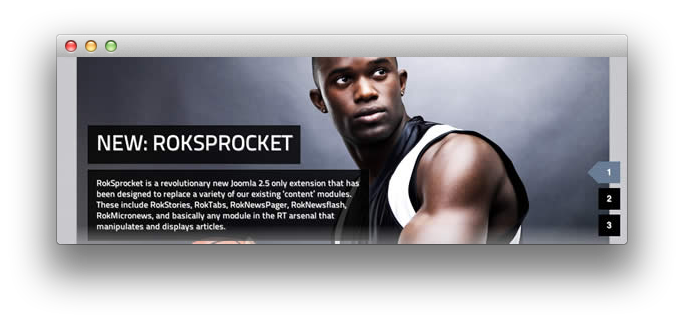 NEW: ROKSPROCKET
RokSprocket is a revolutionary new Joomla 2.5 only extension that has
been designed to replace a variety of our existing 'content' modules.
These include RokStories, RokTabs, RokNewsPager, RokNewsflash,
RokMicronews, and basically any module in the RT arsenal that
manipulates and displays articles.
1
2
3